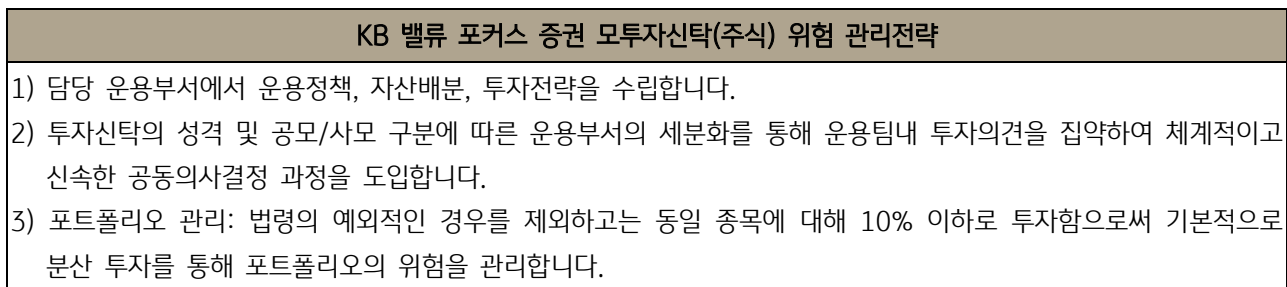 KB 밸류 포커스 증권 모투자신탁(주식) 위험 관리전략
1) 담당 운용부서에서 운용정책, 자산배분, 투자전략을 수립합니다.
2) 투자신탁의 성격 및 공모/사모 구분에 따른 운용부서의 세분화를 통해 운용팀내 투자의견을 집약하여 체계적이고
신속한 공동의사결정 과정을 도입합니다.
3) 포트폴리오 관리: 법령의 예외적인 경우를 제외하고는 동일 종목에 대해 10% 이하로 투자함으로써 기본적으로
분산 투자를 통해 포트폴리오의 위험을 관리합니다.